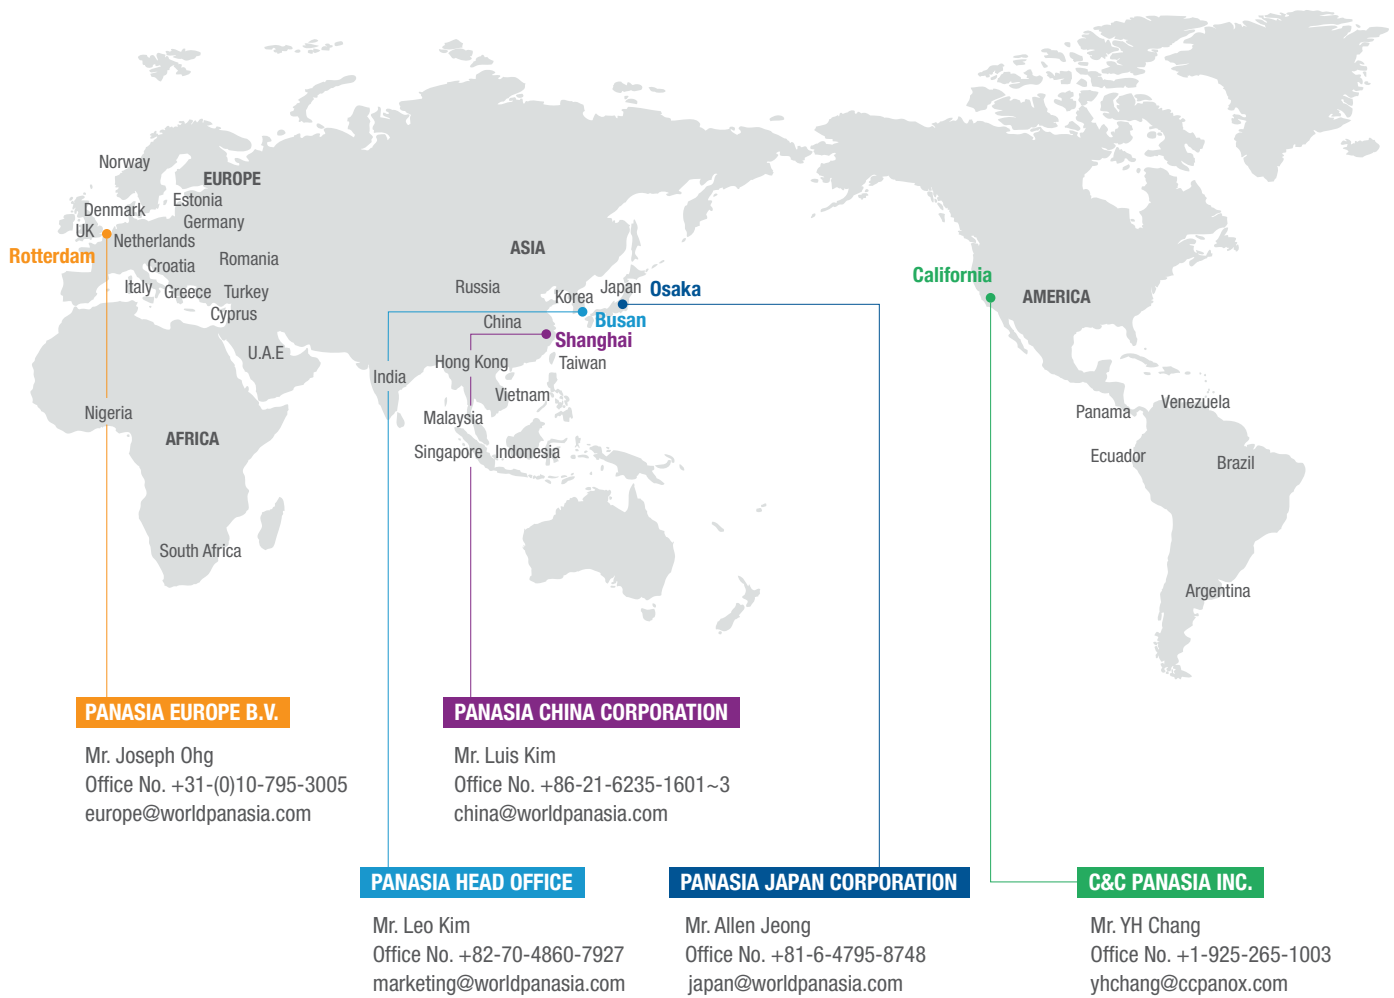 Norway
EUROPE
Estonia
Denmark
Germany
UK
Netherlands
Rotterdam
Croatia
Romania
Italy
Greece
Turkey
Cyprus
U.A.E
Nigeria
AFRICA
South Africa
ASIA
Russia
Korea
Japan
Osaka
Busan
China
Shanghai
Hong Kong
Taiwan
India
Vietnam
Malaysia
Singapore
Indonesia
California
AMERICA
Panama
Venezuela
Ecuador
Brazil
Argentina
PANASIA EUROPE B.V.
Mr. Joseph Ohg
Office No. +31-(0)10-795-3005
europe@worldpanasia.com
PANASIA CHINA CORPORATION
Mr. Luis Kim
Office No. +86-21-6235-1601~3
china@worldpanasia.com
PANASIA HEAD OFFICE
Mr. Leo Kim
Office No. +82-70-4860-7927
marketing@worldpanasia.com
PANASIA JAPAN CORPORATION
Mr. Allen Jeong
Office No. +81-6-4795-8748
japan@worldpanasia.com
C&C PANASIA INC.
Mr. YH Chang
Office No. +1-925-265-1003
yhchang@ccpanox.com